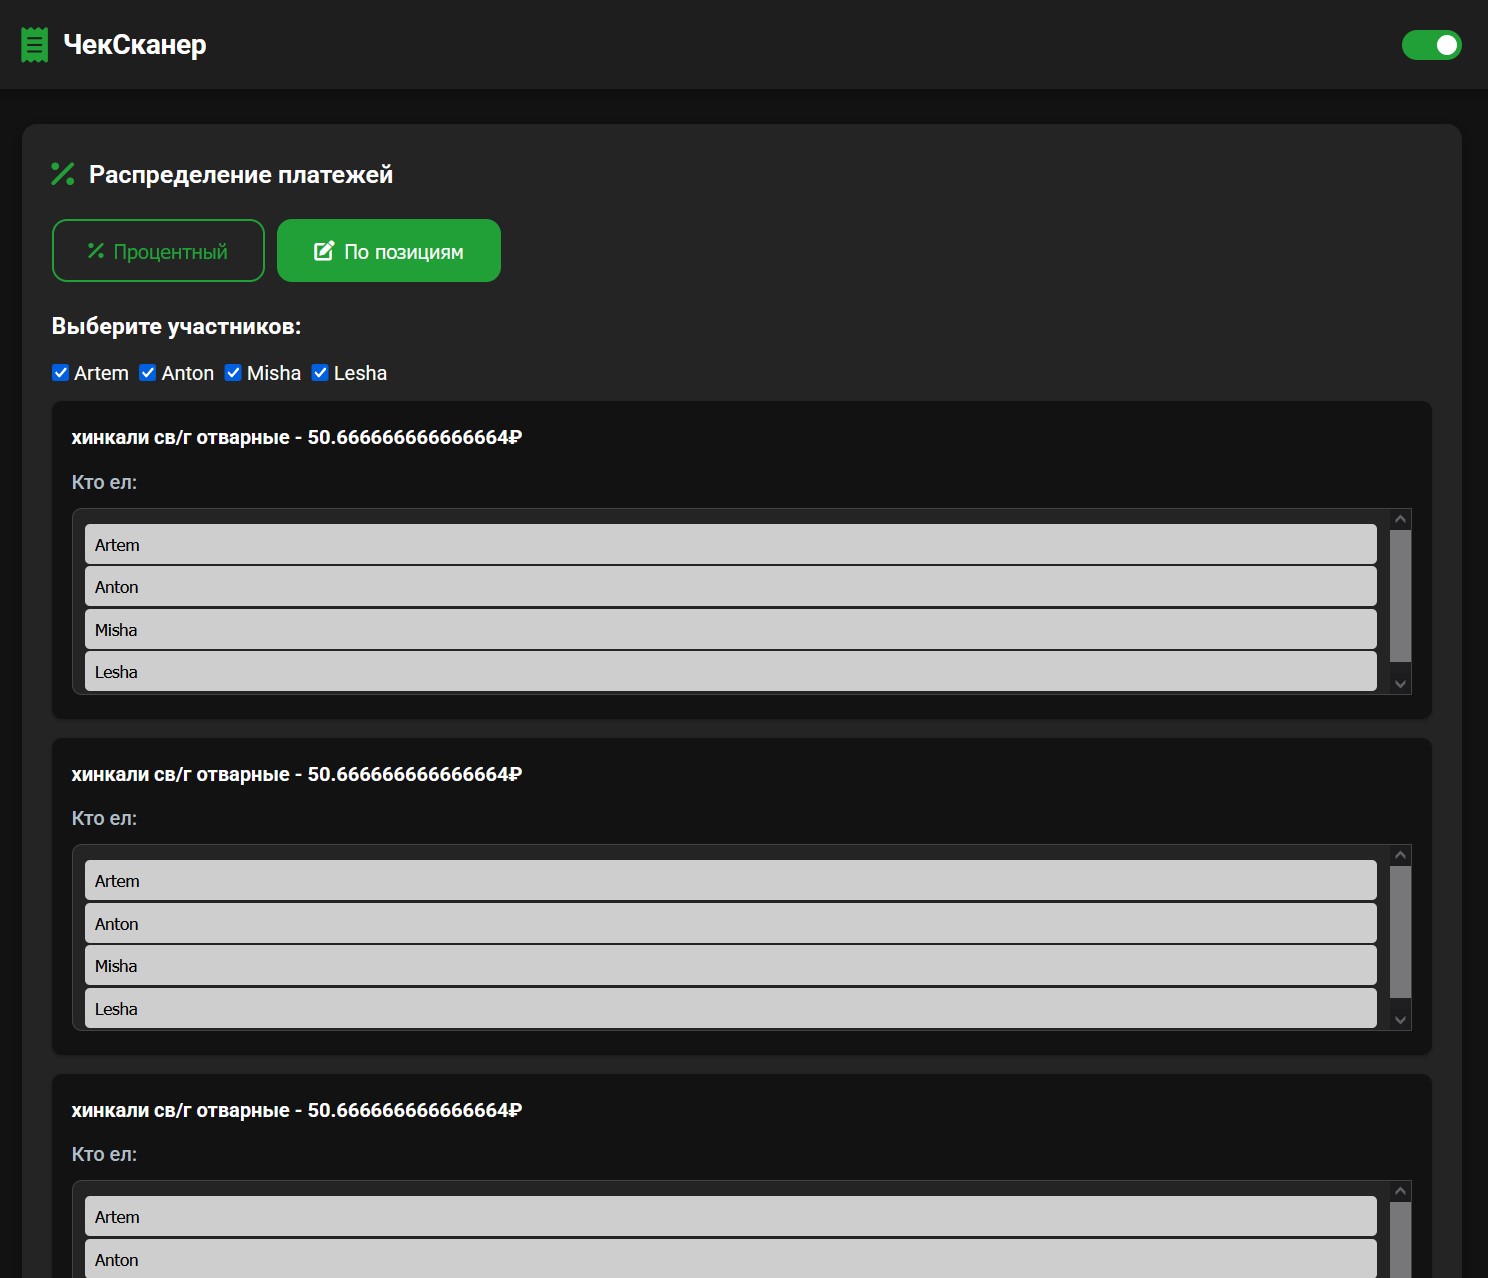 ЧекСканер
Распределение платежей
Процентный
По позициям
Выберите участников:
Artem Anton Misha Lesha
хинкали св/г отварные - 50.666666666666664₽
Кто ел:
Artem
Anton
Misha
Lesha
хинкали св/г отварные - 50.666666666666664₽
Кто ел:
Artem
Anton
Misha
Lesha
хинкали св/г отварные - 50.666666666666664₽
Кто ел:
Artem
Anton